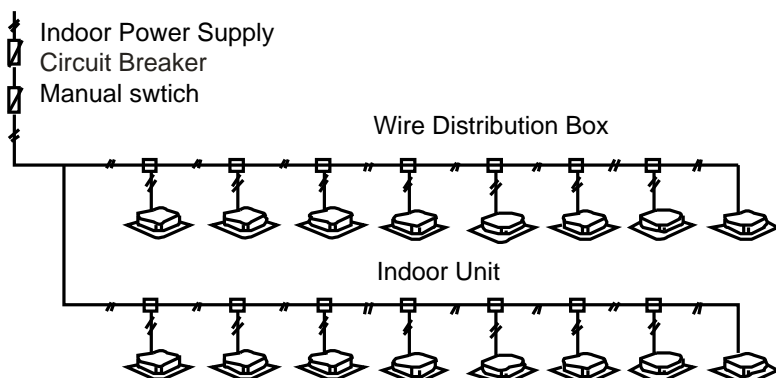 Indoor Power Supply
Circuit Breaker
Manual swtich
Wire Distribution Box
Indoor Unit